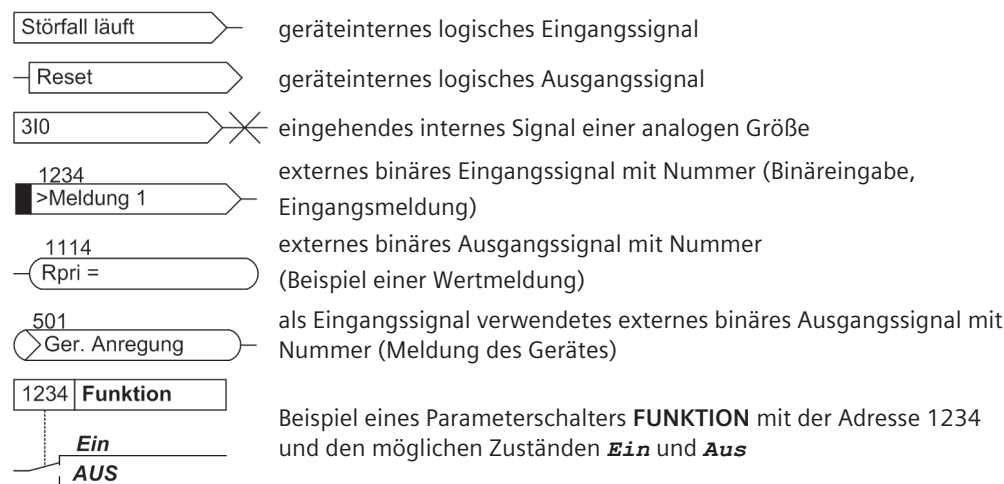 Störfall läuft
geräteinternes logisches Eingangssignal
Reset
geräteinternes logisches Ausgangssignal
3I0
eingehendes internes Signal einer analogen Größe
1234
>Meldung 1
externes binäres Eingangssignal mit Nummer (Binäreingabe,
Eingangsmeldung)
1114
Rpri =
externes binäres Ausgangssignal mit Nummer
(Beispiel einer Wertmeldung)
501
Ger. Anregung
als Eingangssignal verwendetes externes binäres Ausgangssignal mit
Nummer (Meldung des Gerätes)
1234 Funktion
Ein
AUS
Beispiel eines Parameterschalters FUNKTION mit der Adresse 1234
und den möglichen Zuständen Ein und Aus